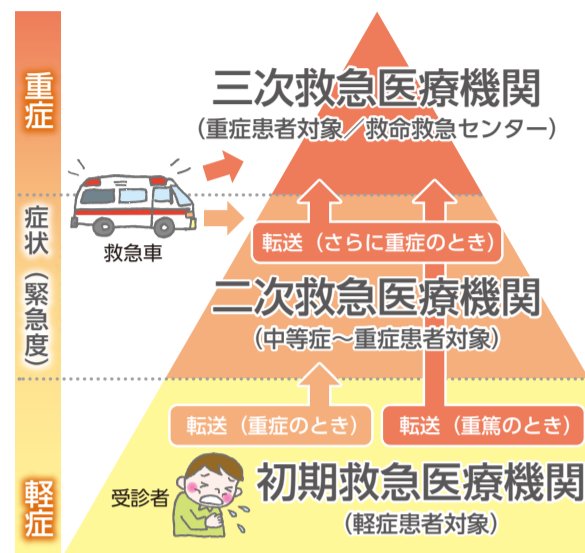 重症
三次救急医療機関
(重症患者対象／救命救急センター)
救急車
症状（緊急度）
転送（さらに重症のとき）
二次救急医療機関
(中等症～重症患者対象)
転送（重症のとき）
転送（重篤のとき）
軽症
受診者
初期救急医療機関
(軽症患者対象)